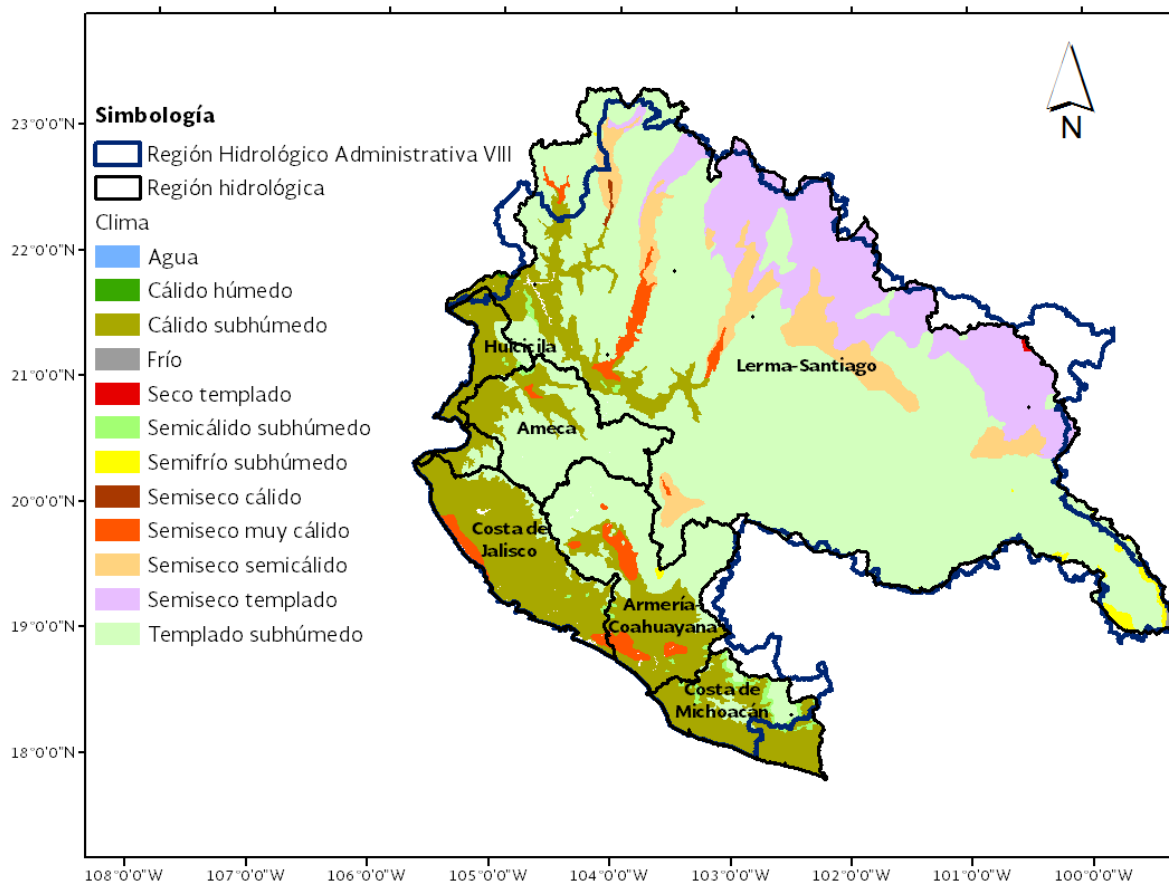 N
Simbología
Región Hidrológico Administrativa VIII
Región hidrológica
Clima
Agua
Cálido húmedo
Cálido subhúmedo
Frío
Seco templado
Semicálido subhúmedo
Semifrío subhúmedo
Semiseco cálido
Semiseco muy cálido
Semiseco semicálido
Semiseco templado
Templado subhúmedo
23°0'0"N
22°0'0"N
21°0'0"N
20°0'0"N
19°0'0"N
18°0'0"N
Huicicila
Lerma-Santiago
Ameca
Costa de
Jalisco
Armería-
Coahuayana
Costa de
Michoacán
108°0'0"W
107°0'0"W
106°0'0"W
105°0'0"W
104°0'0"W
103°0'0"W
102°0'0"W
101°0'0"W
100°0'0"W